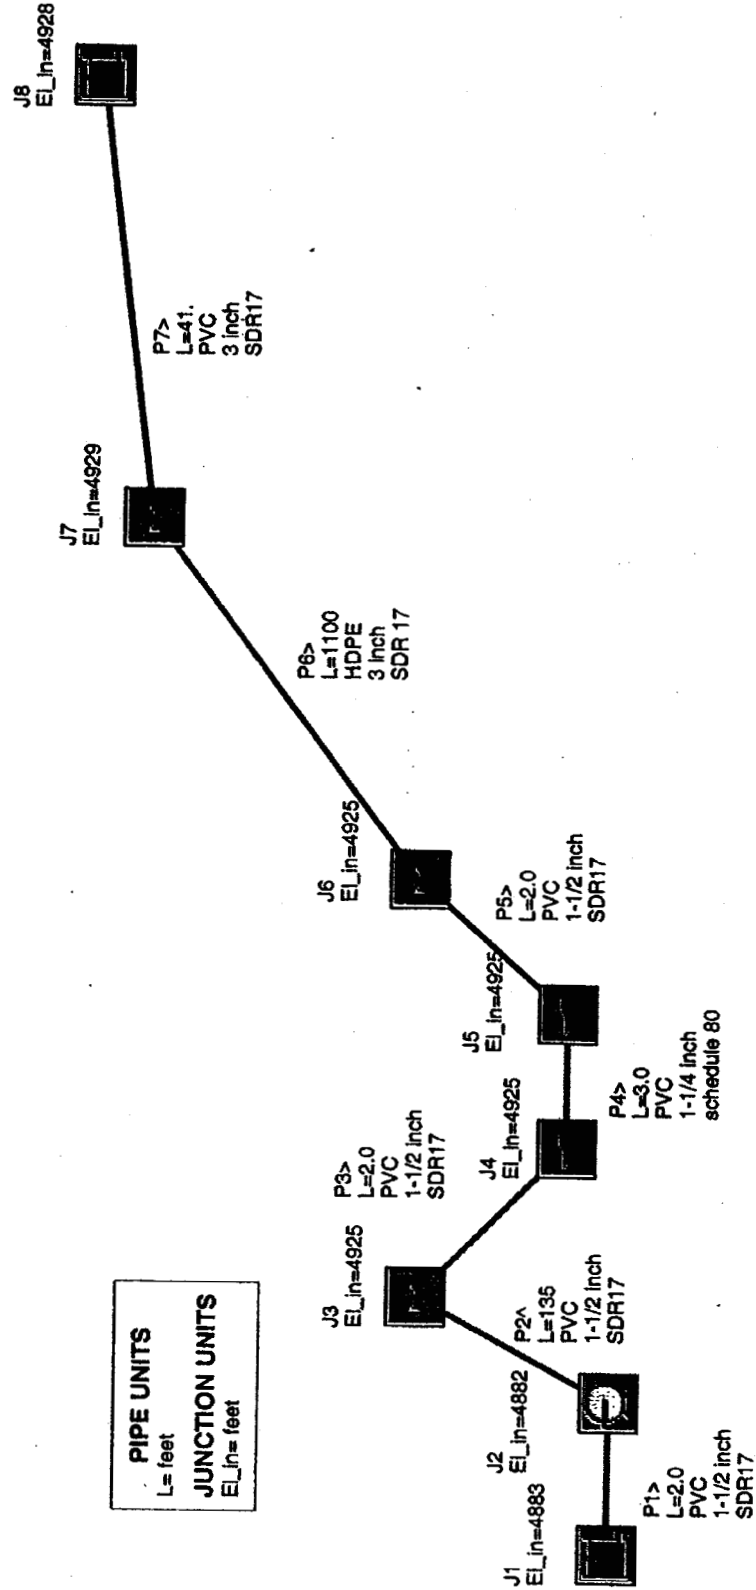 PIPE UNITS
L= feet
JUNCTION UNITS
El_in= feet
J1
El_in=4883
P1>
L=2.0
PVC
1-1/2 inch
SDR17
J2
El_in=4882
P2^
L=135
PVC
1-1/2 inch
SDR17
J3
El_in=4925
P3>
L=2.0
PVC
1-1/2 inch
SDR17
J4
El_in=4925
P4>
L=3.0
PVC
1-1/4 inch
schedule 80
J5
El_in=4925
P5>
L=2.0
PVC
1-1/2 inch
SDR17
J6
El_in=4925
P6>
L=1100
HDPE
3 inch
SDR 17
J7
El_in=4929
P7>
L=41.
PVC
3 inch
SDR17
J8
El_in=4928